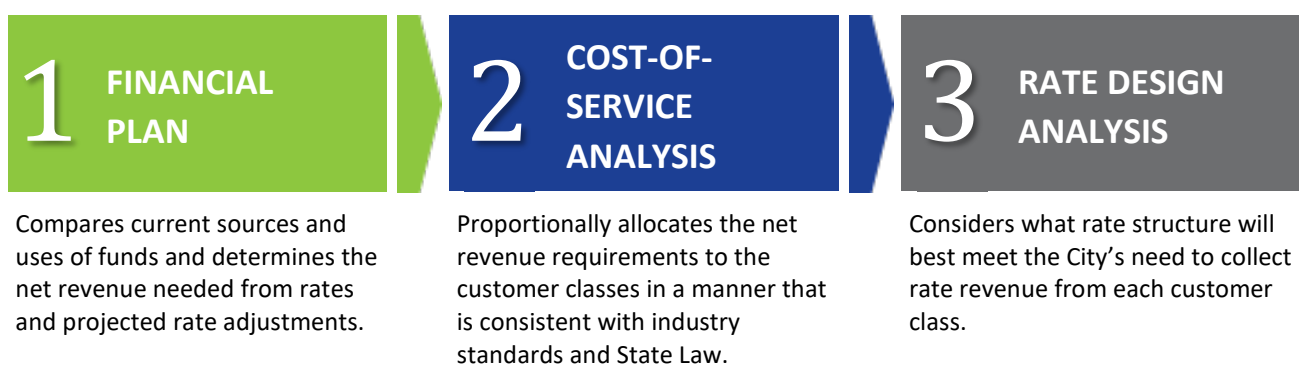 1
FINANCIAL
PLAN
Compares current sources and
uses of funds and determines the
net revenue needed from rates
and projected rate adjustments.
2
COST-OF-
SERVICE
ANALYSIS
Proportionally allocates the net
revenue requirements to the
customer classes in a manner that
is consistent with industry
standards and State Law.
3
RATE DESIGN
ANALYSIS
Considers what rate structure will
best meet the City’s need to collect
rate revenue from each customer
class.